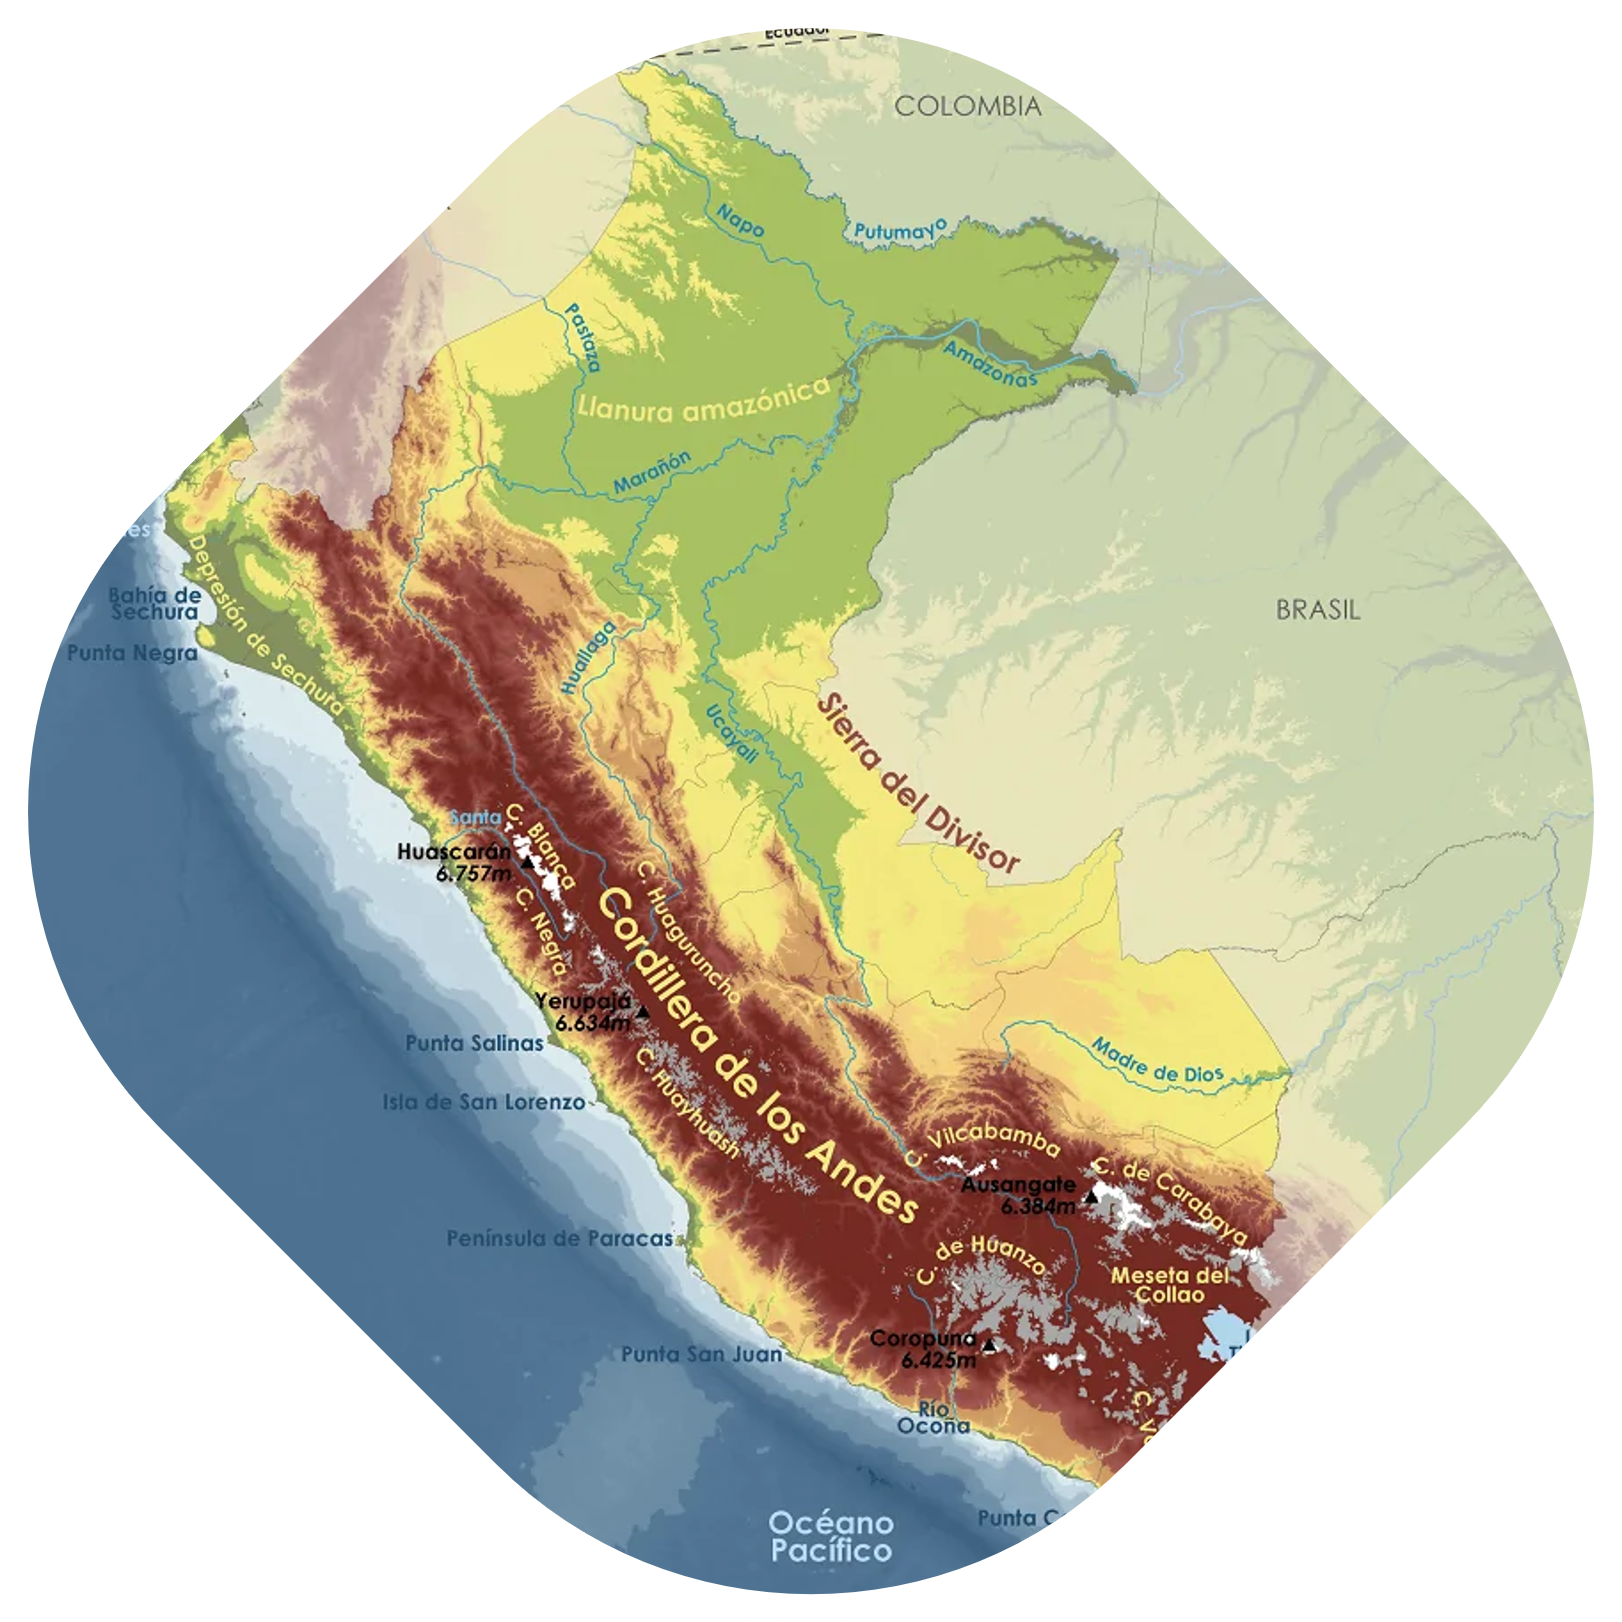 Ecuador
COLOMBIA
Napo
Putumayo
Pastaza
Amazonas
Llanura amazónica
Marañón
Depresión de Sechura
Bahía de
Sechura
BRASIL
Punta Negra
Huallaga
Ucayali
Sierra del Divisor
Santa
C. Blanca
Huascarán
6.757m
C. Negra
C. Huaguruncho
Cordillera de los Andes
Yerupajá
6.634m
Punta Salinas
C. Huayhuash
Madre de Dios
Isla de San Lorenzo
C. Vilcabamba
Ausangate
6.384m
C. de Carabaya
Península de Paracas
C. de Huanzo
Meseta del
Collao
Coropuna
6.425m
Punta San Juan
Río
Ocoña
Océano
Pacífico
Punta C